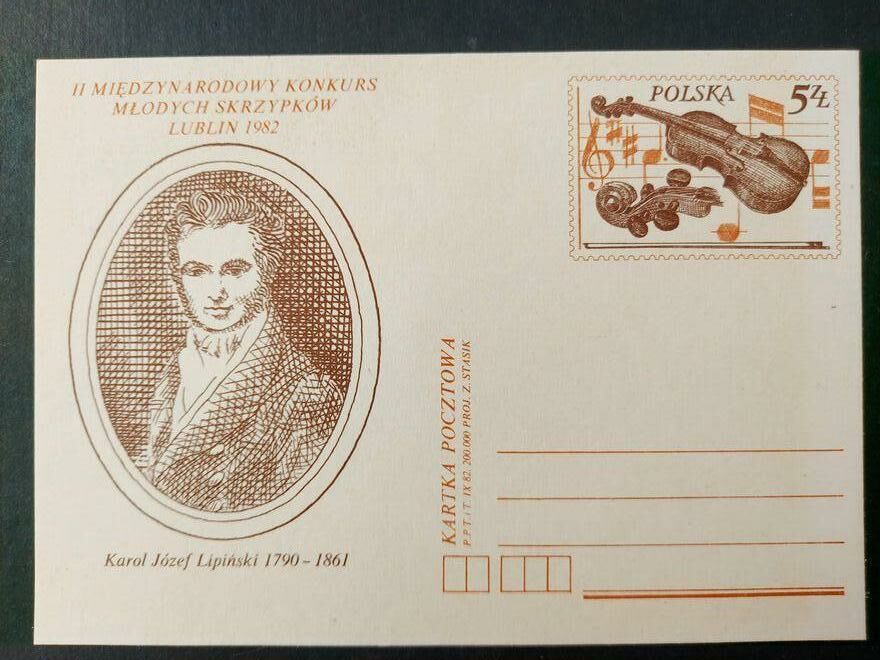 II MIĘDZYNARODOWY KONKURS
MŁODYCH SKRZYPKÓW
LUBLIN 1982
POLSKA 5ZŁ
KARTKA POCZTOWA
P.P.T i T. IX 82. 200.000 PROJ. Z. STASIK
Karol Józef Lipiński 1790 – 1861